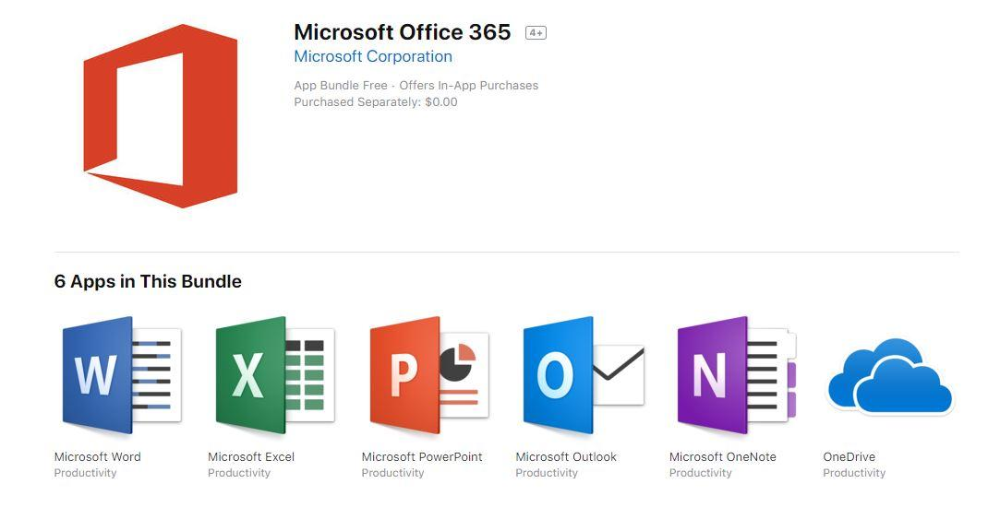 Microsoft Office 365 4+
Microsoft Corporation
App Bundle Free · Offers In-App Purchases
Purchased Separately: $0.00
6 Apps in This Bundle
W X P O N
Microsoft Word Microsoft Excel Microsoft PowerPoint Microsoft Outlook Microsoft OneNote OneDrive
Productivity Productivity Productivity Productivity Productivity Productivity